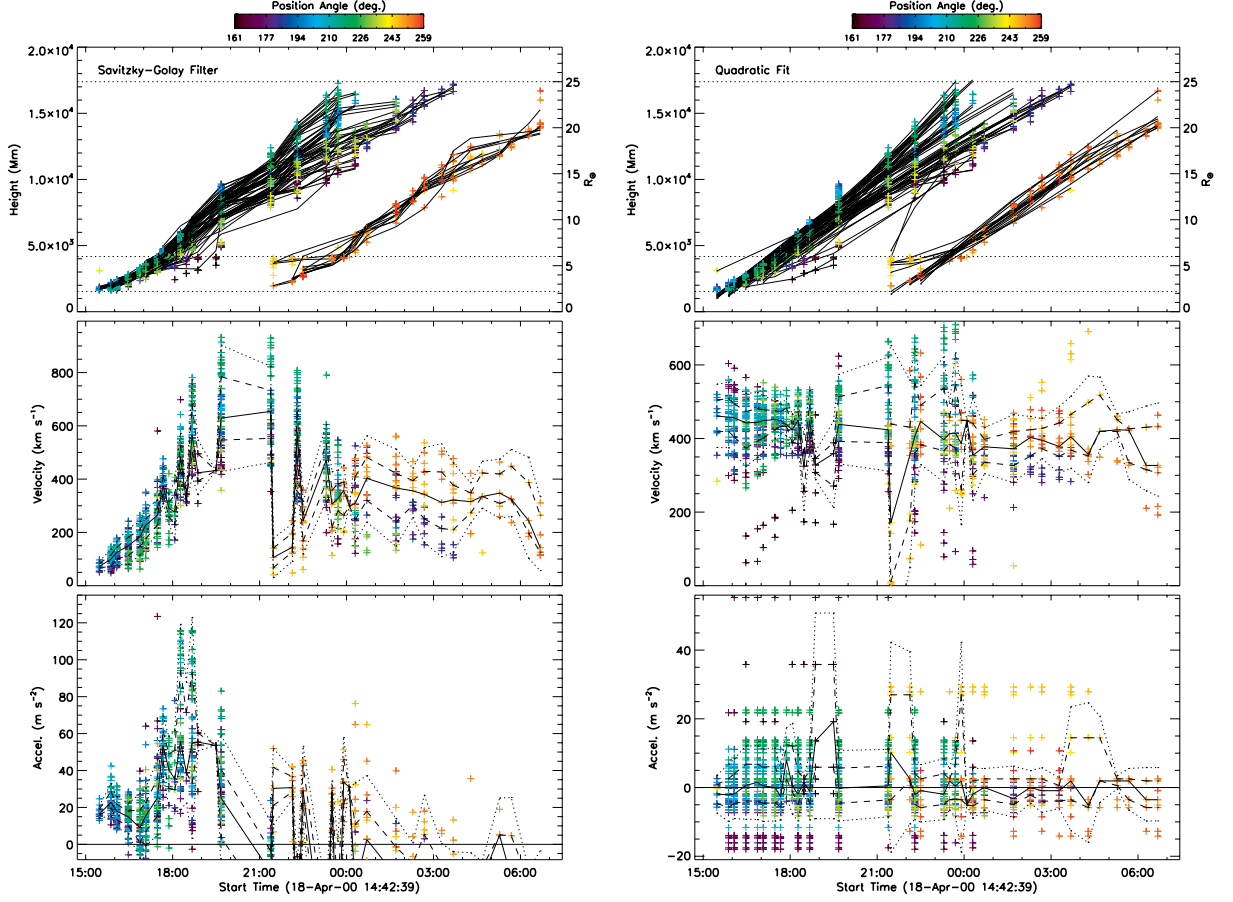 Position Angle (deg.)
161 177 194 210 226 243 259
Savitzky-Golay Filter
Height (Mm)
2.0×10⁴
1.5×10⁴
1.0×10⁴
5.0×10³
0
25
20
15
10
5
0
R⊙
Velocity (km s⁻¹)
800
600
400
200
0
Accel. (m s⁻²)
120
100
80
60
40
20
0
15:00 18:00 21:00 00:00 03:00 06:00
Start Time (18-Apr-00 14:42:39)
Position Angle (deg.)
161 177 194 210 226 243 259
Quadratic Fit
Height (Mm)
2.0×10⁴
1.5×10⁴
1.0×10⁴
5.0×10³
0
25
20
15
10
5
0
R⊙
Velocity (km s⁻¹)
600
400
200
0
Accel. (m s⁻²)
40
20
0
−20
15:00 18:00 21:00 00:00 03:00 06:00
Start Time (18-Apr-00 14:42:39)